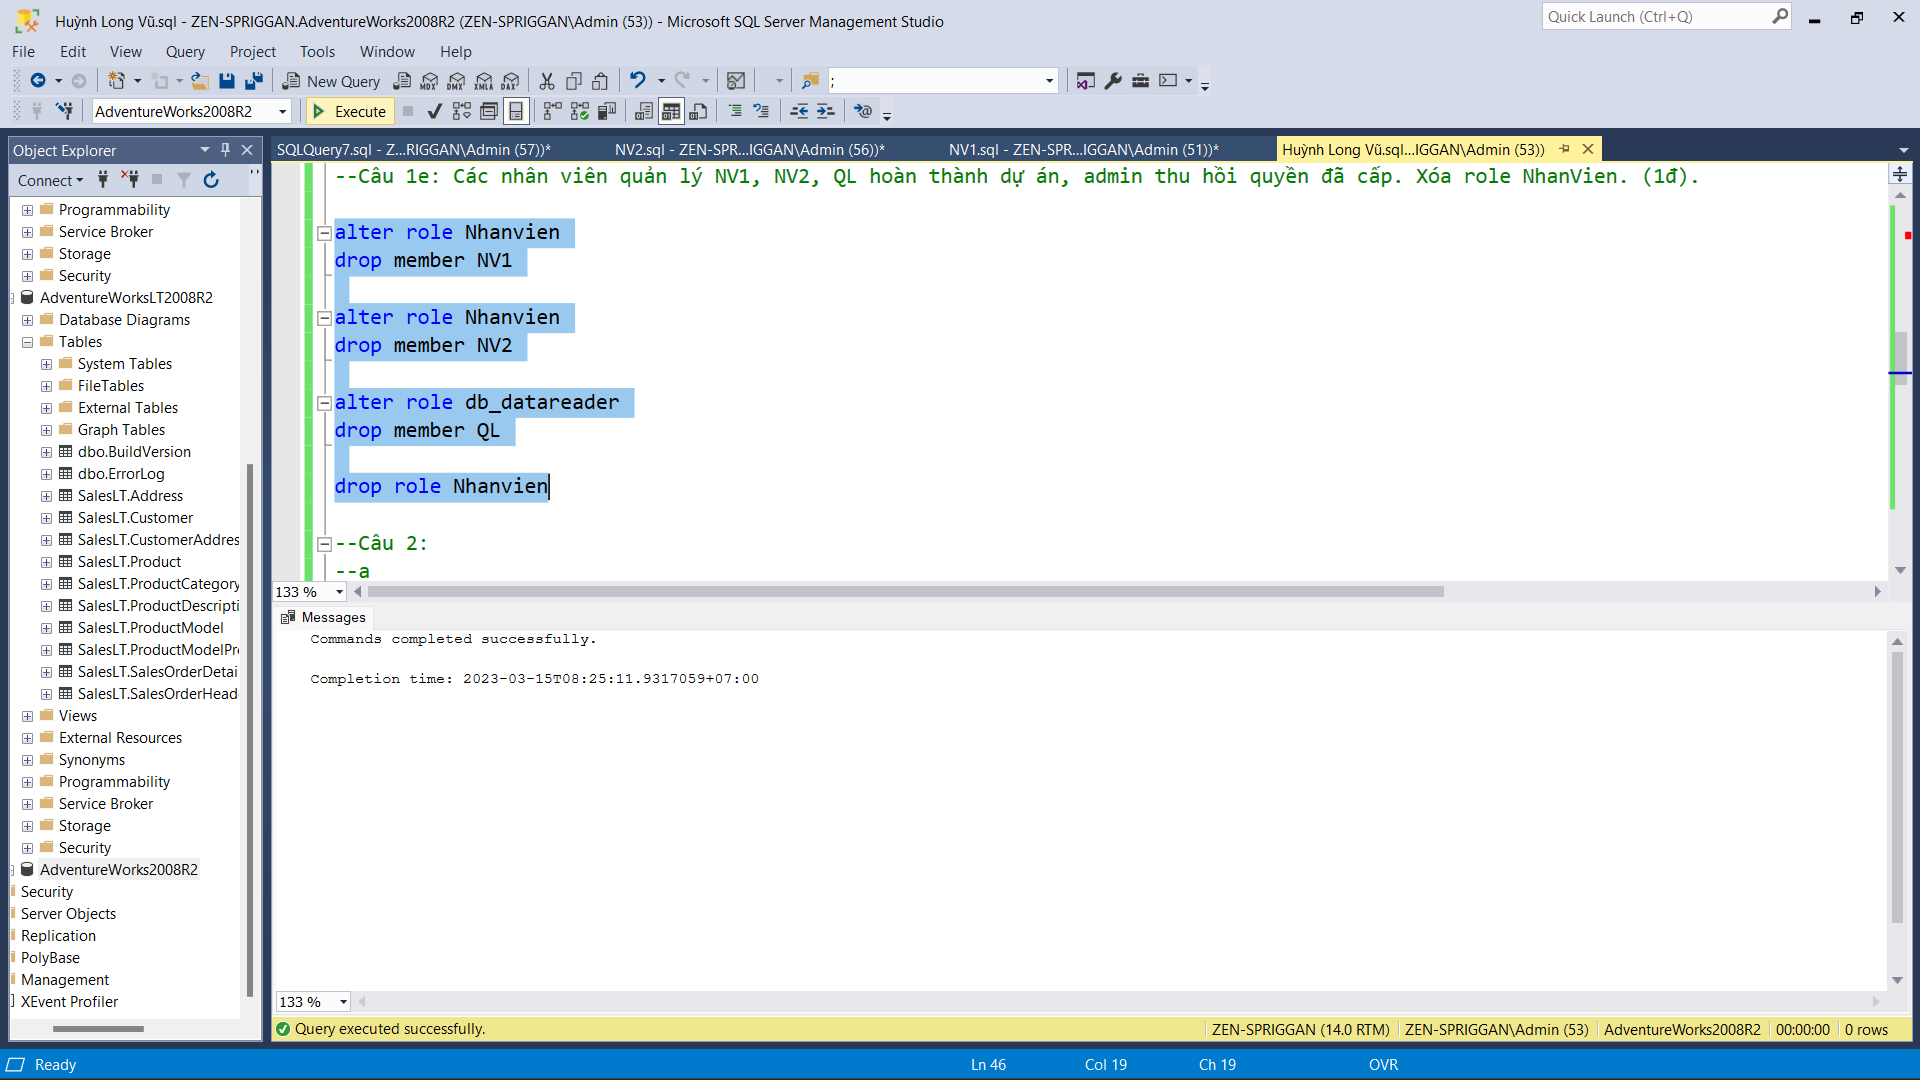 Huỳnh Long Vũ.sql - ZEN-SPRIGGAN.AdventureWorks2008R2 (ZEN-SPRIGGAN\Admin (53)) - Microsoft SQL Server Management Studio
Quick Launch (Ctrl+Q)
File Edit View Query Project Tools Window Help
New Query MDX DMX XMLA DAX ;
AdventureWorks2008R2 Execute
Object Explorer
SQLQuery7.sql - Z...RIGGAN\Admin (57))* NV2.sql - ZEN-SPR...IGGAN\Admin (56))* NV1.sql - ZEN-SPR...IGGAN\Admin (51))* Huỳnh Long Vũ.sql...IGGAN\Admin (53))
Connect
Programmability
Service Broker
Storage
Security
AdventureWorksLT2008R2
Database Diagrams
Tables
System Tables
FileTables
External Tables
Graph Tables
dbo.BuildVersion
dbo.ErrorLog
SalesLT.Address
SalesLT.Customer
SalesLT.CustomerAddres
SalesLT.Product
SalesLT.ProductCategory
SalesLT.ProductDescripti
SalesLT.ProductModel
SalesLT.ProductModelPr
SalesLT.SalesOrderDetai
SalesLT.SalesOrderHead
Views
External Resources
Synonyms
Programmability
Service Broker
Storage
Security
AdventureWorks2008R2
Security
Server Objects
Replication
PolyBase
Management
XEvent Profiler
--Câu 1e: Các nhân viên quản lý NV1, NV2, QL hoàn thành dự án, admin thu hồi quyền đã cấp. Xóa role NhanVien. (1đ).
alter role Nhanvien
drop member NV1
alter role Nhanvien
drop member NV2
alter role db_datareader
drop member QL
drop role Nhanvien
--Câu 2:
--a
133 %
Messages
Commands completed successfully.
Completion time: 2023-03-15T08:25:11.9317059+07:00
133 %
Query executed successfully. ZEN-SPRIGGAN (14.0 RTM) ZEN-SPRIGGAN\Admin (53) AdventureWorks2008R2 00:00:00 0 rows
Ready Ln 46 Col 19 Ch 19 OVR